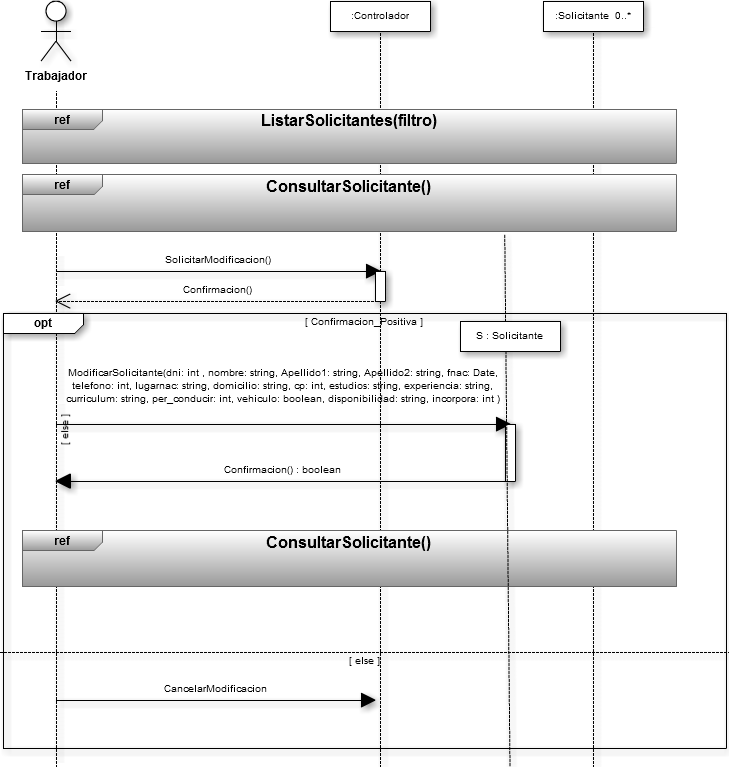 :Controlador
:Solicitante 0..*
Trabajador
ref
ListarSolicitantes(filtro)
ref
ConsultarSolicitante()
SolicitarModificacion()
Confirmacion()
opt
[ Confirmacion_Positiva ]
S : Solicitante
ModificarSolicitante(dni: int , nombre: string, Apellido1: string, Apellido2: string, fnac: Date,
telefono: int, lugarnac: string, domicilio: string, cp: int, estudios: string, experiencia: string,
curriculum: string, per_conducir: int, vehiculo: boolean, disponibilidad: string, incorpora: int )
[ else ]
Confirmacion() : boolean
ref
ConsultarSolicitante()
[ else ]
CancelarModificacion